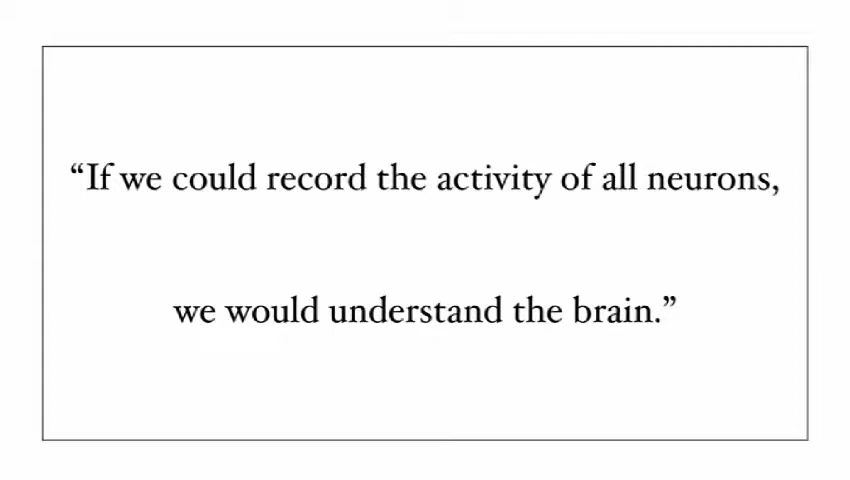 “If we could record the activity of all neurons,
we would understand the brain.”